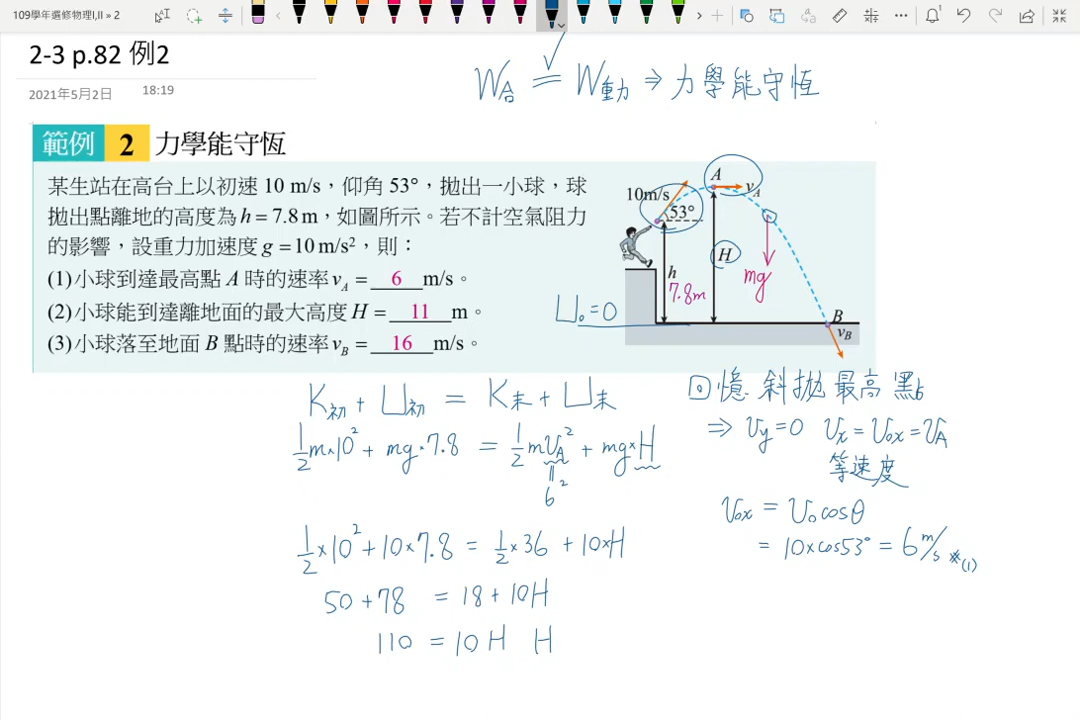 109學年選修物理I,II » 2
2-3 p.82 例2
2021年5月2日 18:19
W合 = W動 ⇒ 力學能守恆
範例 2 力學能守恆
某生站在高台上以初速 10 m/s，仰角 53°，拋出一小球，球
拋出點離地的高度為 h = 7.8 m，如圖所示。若不計空氣阻力
的影響，設重力加速度 g = 10 m/s²，則：
(1)小球到達最高點 A 時的速率 vA = 6 m/s。
(2)小球能到達離地面的最大高度 H = 11 m。
(3)小球落至地面 B 點時的速率 vB = 16 m/s。
A
10m/s
vA
53°
H
h
7.8m
mg
U₀=0
B
vB
K初 + U初 = K末 + U末
½m×10² + mg×7.8 = ½mvA² + mg×H
6²
½×10²+10×7.8 = ½×36 + 10×H
50+78 = 18+10H
110 = 10H H
回憶 斜拋 最高點
⇒ Vy=0 Vx=Vox=VA
等速度
Vox = V₀cosθ
= 10×cos53° = 6 m/s ※(1)